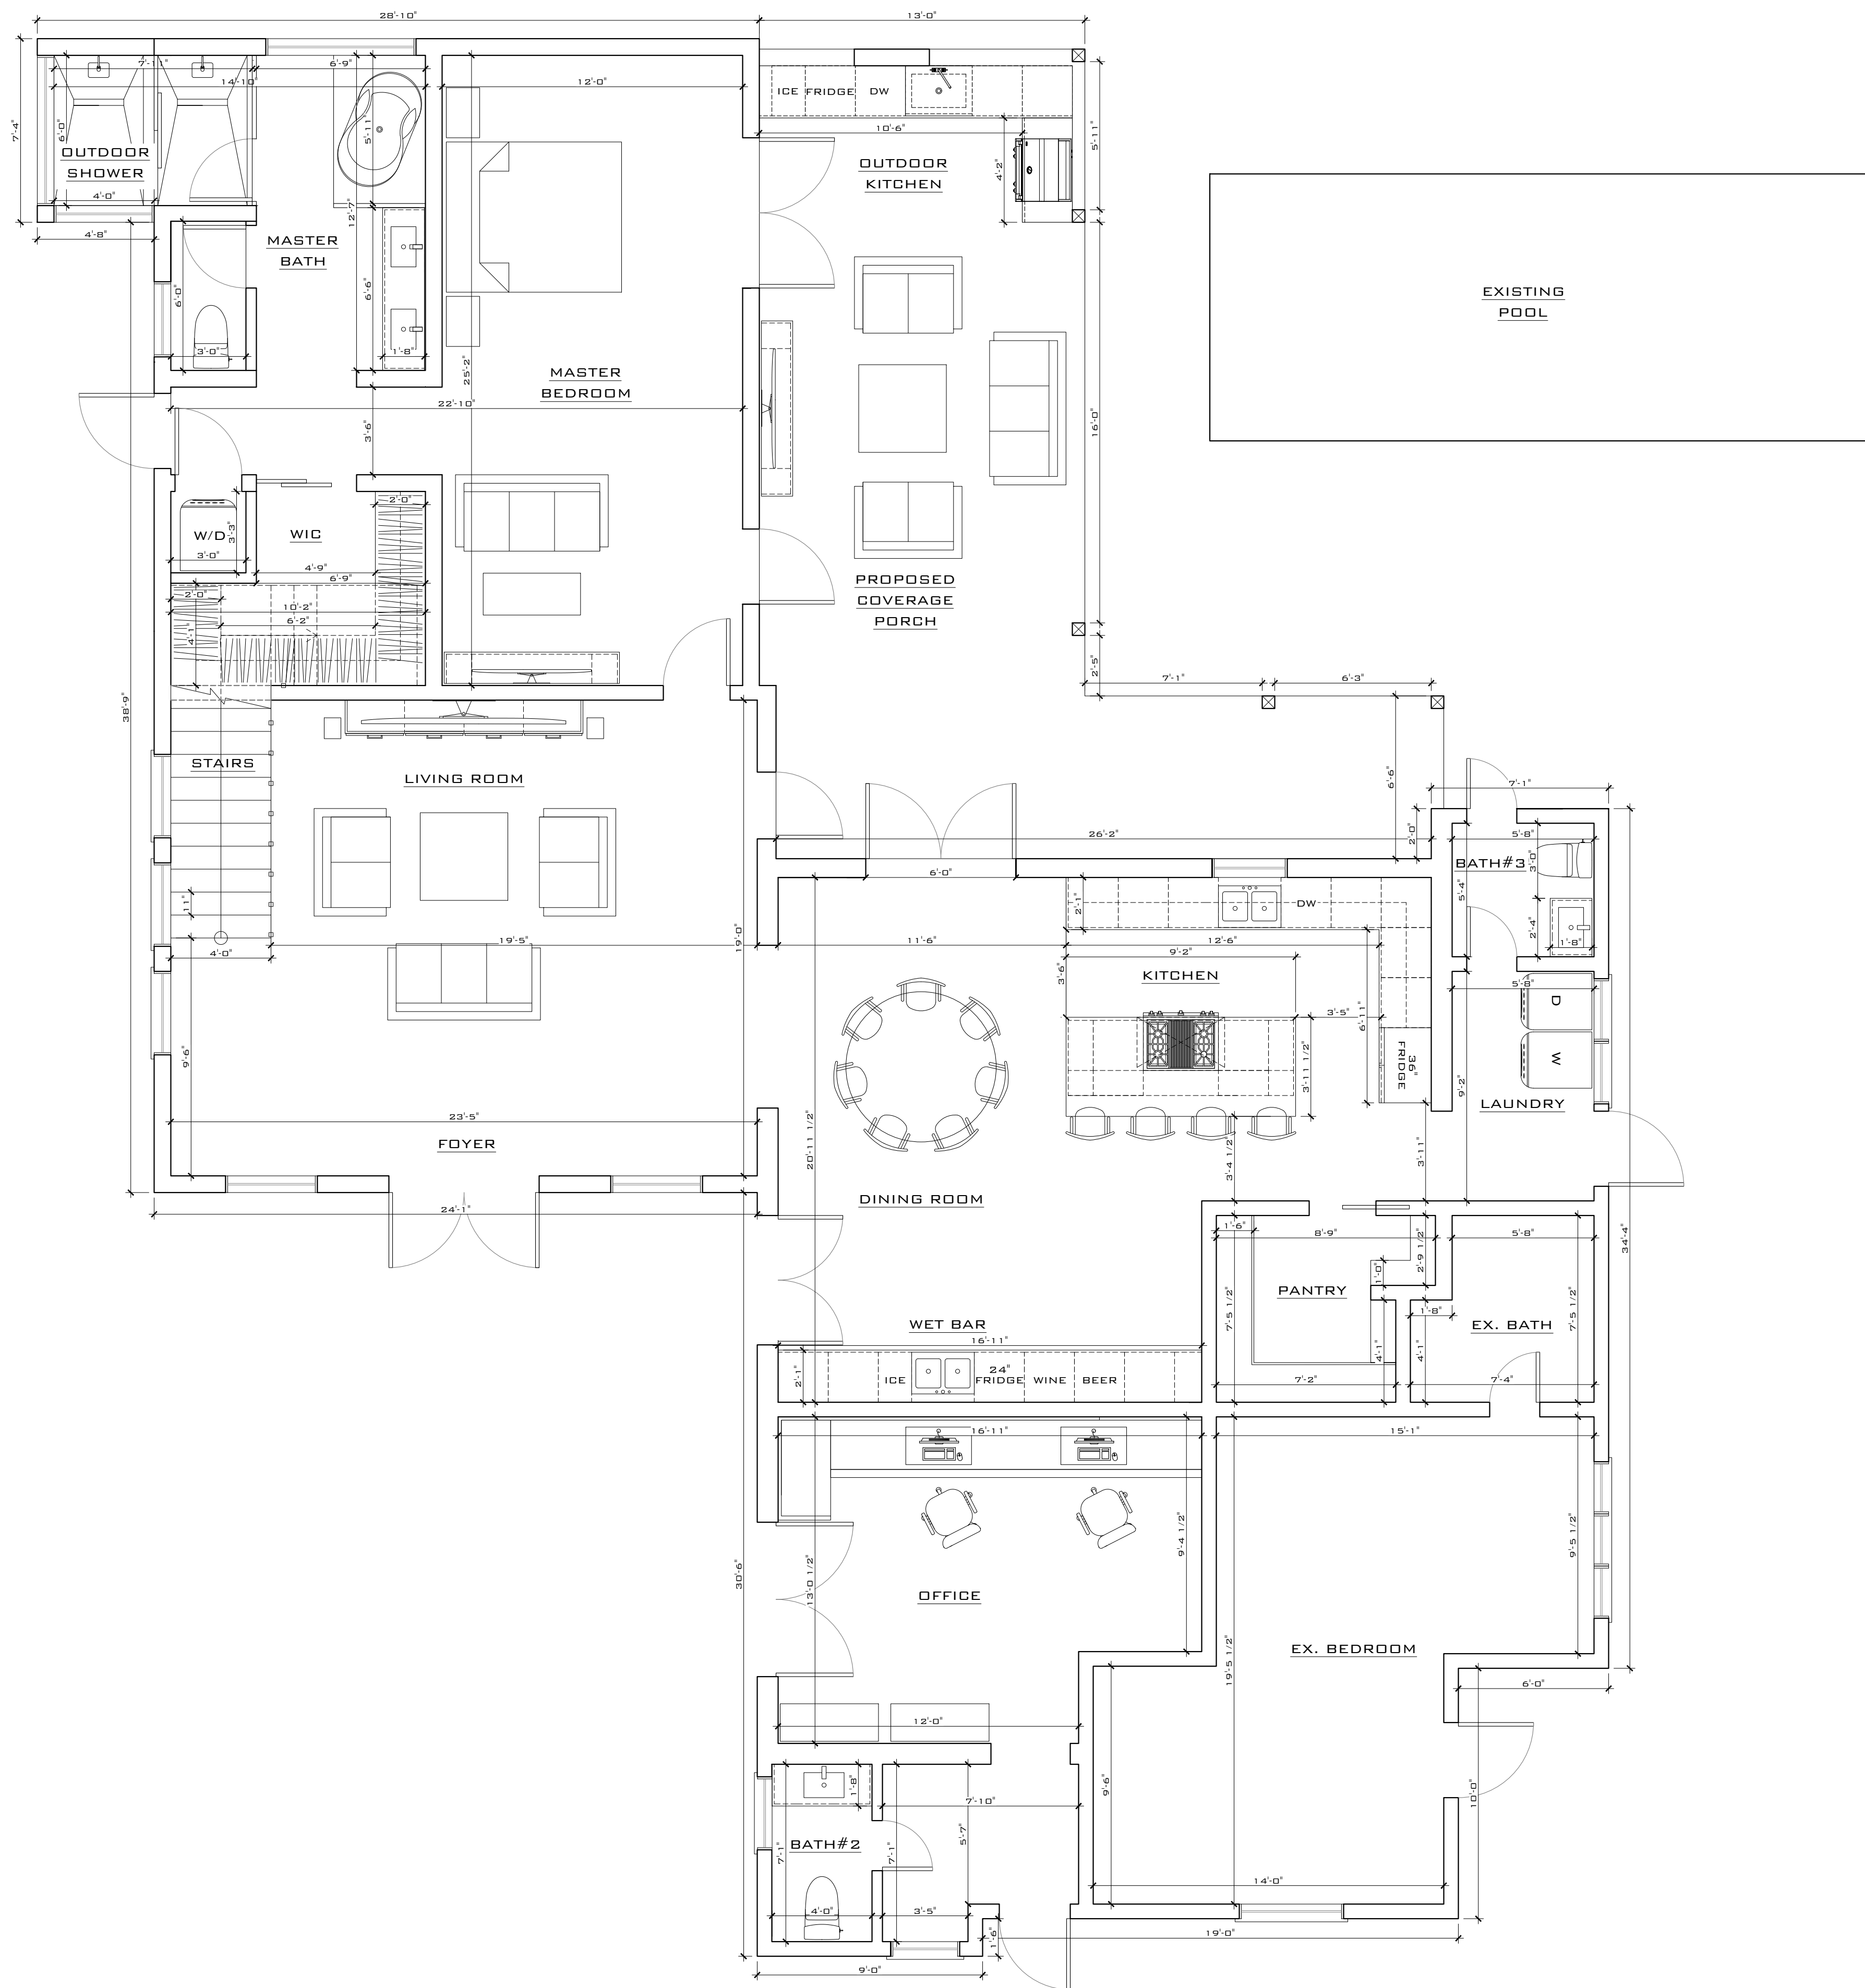 28'-10"
13'-0"
7'-11"
6'-9"
14'-10"
12'-0"
ICE
FRIDGE
DW
7'-4"
6'-0"
5'-11"
10'-6"
5'-11"
OUTDOOR
SHOWER
OUTDOOR
KITCHEN
4'-2"
4'-0"
4'-8"
12'-7"
MASTER
BATH
6'-0"
6'-6"
EXISTING
POOL
3'-0"
1'-8"
25'-2"
MASTER
BEDROOM
22'-10"
3'-6"
16'-0"
2'-0"
W/D
3'-3"
WIC
3'-0"
4'-9"
6'-9"
2'-0"
10'-2"
6'-2"
4'-1"
PROPOSED
COVERAGE
PORCH
2'-5"
7'-1"
6'-3"
38'-9"
STAIRS
LIVING ROOM
6'-6"
7'-1"
2'-0"
26'-2"
5'-8"
BATH#3
3'-0"
6'-0"
5'-4"
2'-1"
DW
11"
2'-4"
1'-8"
4'-0"
19'-5"
19'-0"
11'-6"
12'-6"
9'-2"
3'-6"
KITCHEN
5'-8"
D
3'-5"
6'-11"
36"
FRIDGE
W
3'-11 1/2"
9'-2"
LAUNDRY
9'-6"
23'-5"
FOYER
20'-11 1/2"
3'-4 1/2"
3'-11"
DINING ROOM
24'-1"
1'-6"
8'-9"
2'-9 1/2"
5'-8"
34'-4"
1'-0"
PANTRY
7'-5 1/2"
1'-8"
EX. BATH
7'-5 1/2"
WET BAR
16'-11"
4'-1"
4'-1"
2'-1"
ICE
24"
FRIDGE
WINE
BEER
7'-2"
7'-4"
16'-11"
15'-1"
9'-4 1/2"
9'-5 1/2"
30'-6"
13'-0 1/2"
OFFICE
EX. BEDROOM
19'-5 1/2"
6'-0"
12'-0"
1'-8"
9'-6"
10'-0"
7'-10"
5'-7"
BATH#2
7'-1"
7'-1"
14'-0"
4'-0"
3'-5"
1'-6"
19'-0"
9'-0"